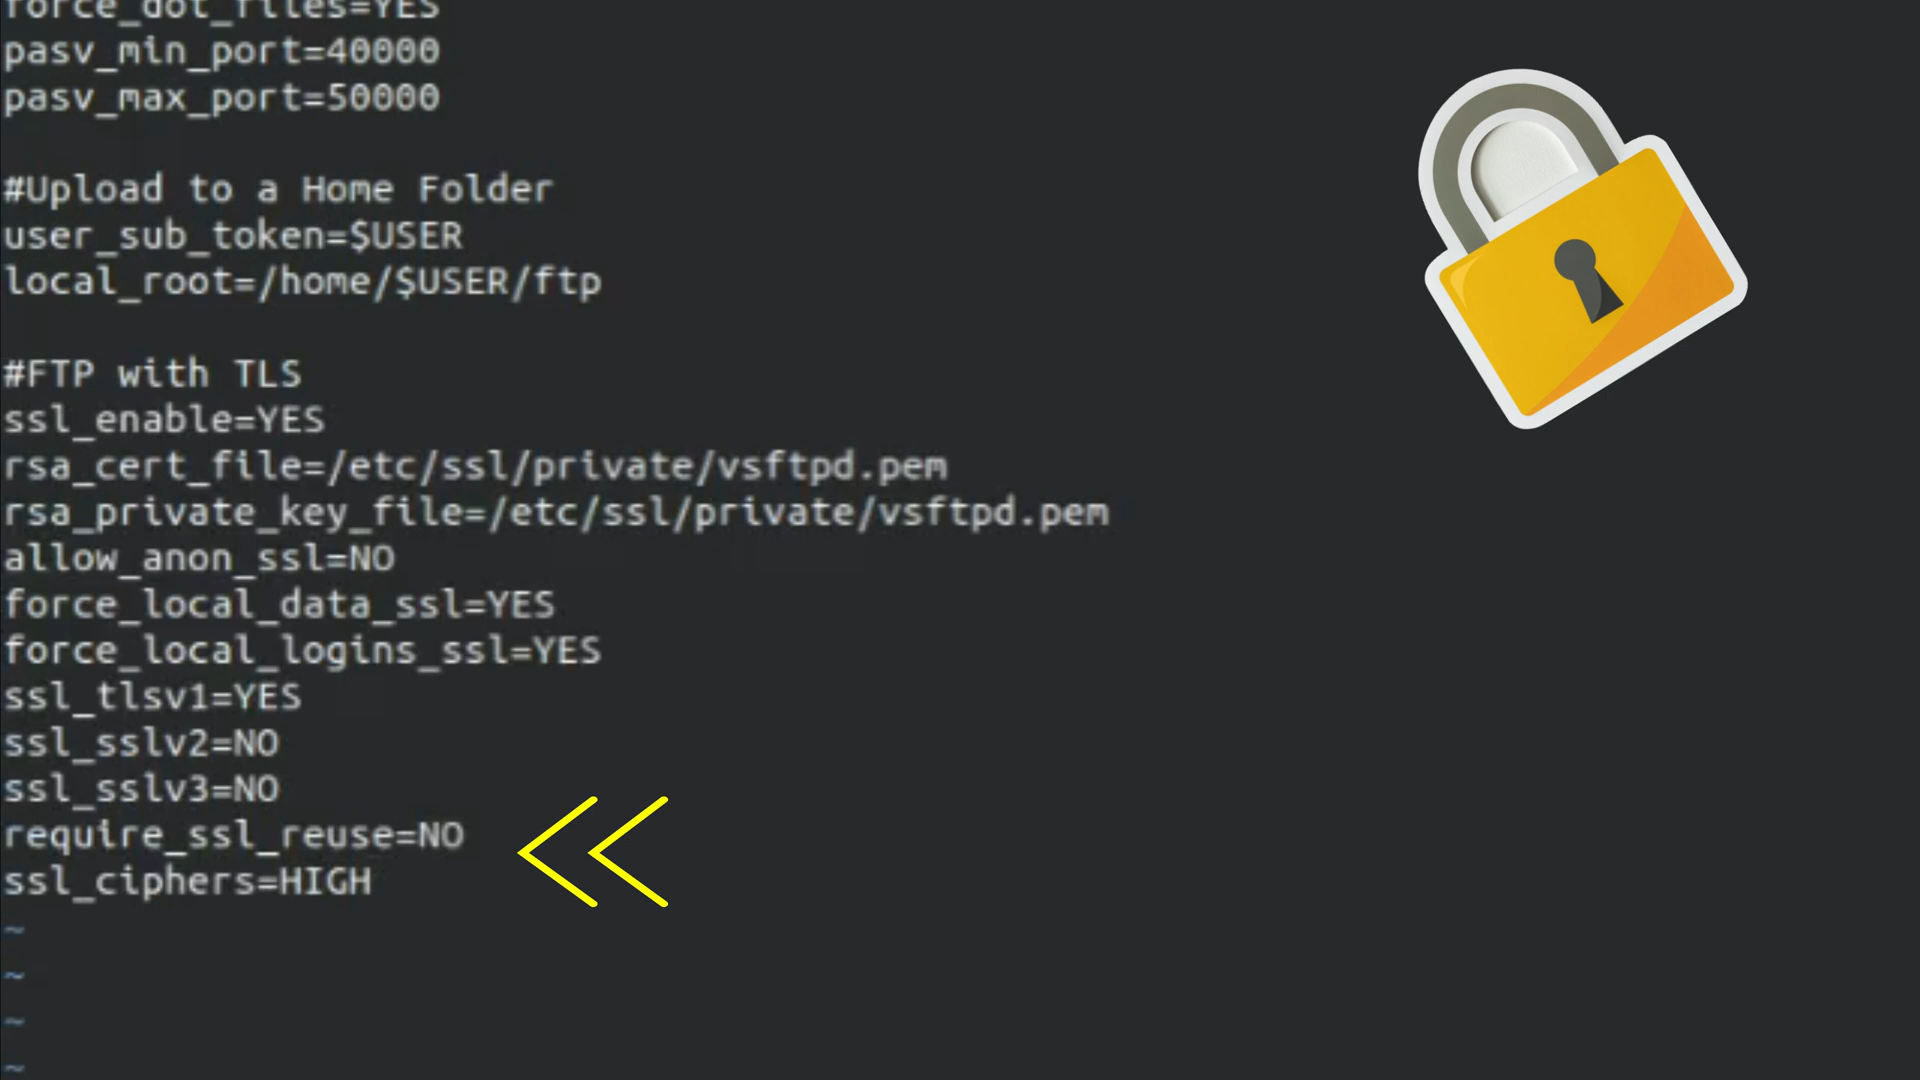 force_dot_files=YES
pasv_min_port=40000
pasv_max_port=50000
#Upload to a Home Folder
user_sub_token=$USER
local_root=/home/$USER/ftp
#FTP with TLS
ssl_enable=YES
rsa_cert_file=/etc/ssl/private/vsftpd.pem
rsa_private_key_file=/etc/ssl/private/vsftpd.pem
allow_anon_ssl=NO
force_local_data_ssl=YES
force_local_logins_ssl=YES
ssl_tlsv1=YES
ssl_sslv2=NO
ssl_sslv3=NO
require_ssl_reuse=NO
ssl_ciphers=HIGH
~
~
~
~